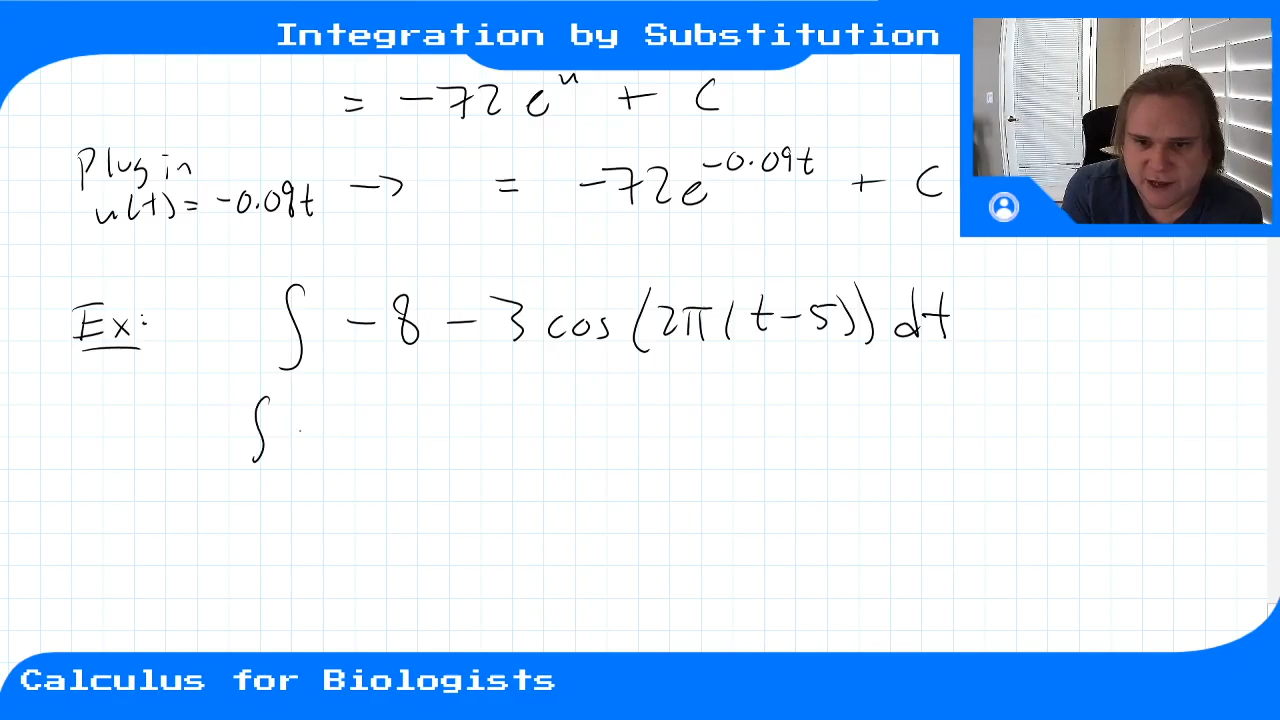 Integration by Substitution
= -72 e^u + C
Plug in
u(t) = -0.09t → = -72e^{-0.09t} + C
Ex: ∫ -8 - 3 cos(2π(t-5)) dt
∫
Calculus for Biologists